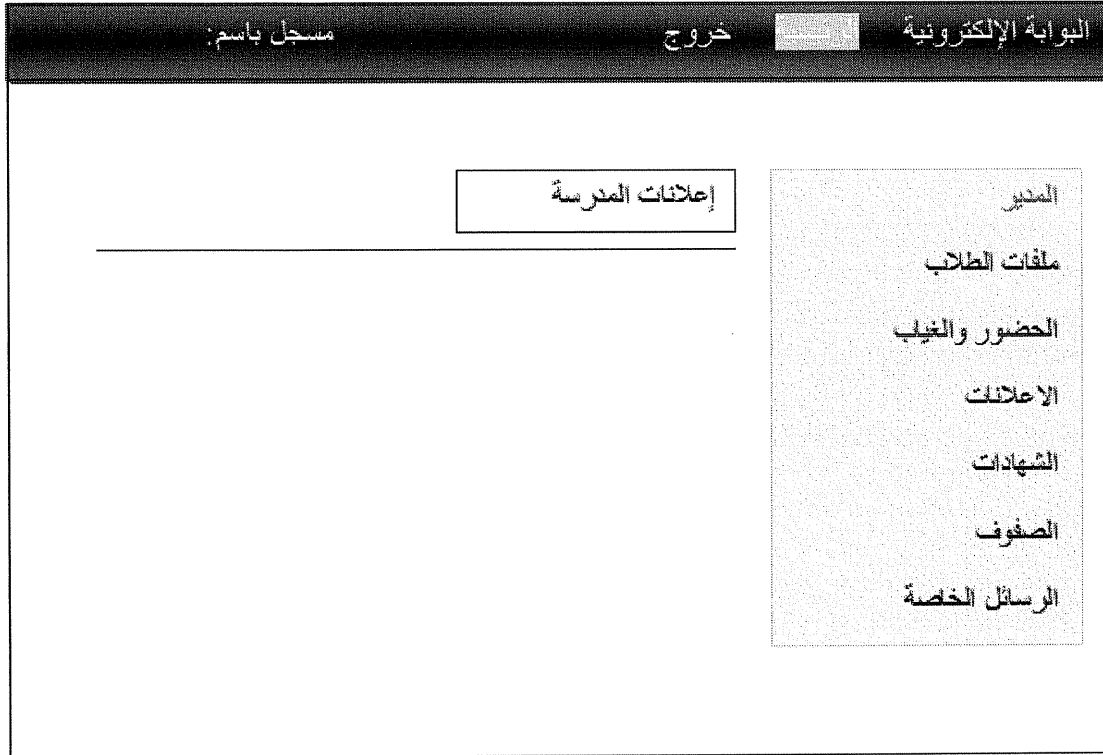 البوابة الإلكترونية خروج مسجل باسم:
إعلانات المدرسة
المدير
ملفات الطلاب
الحضور والغياب
الاعلانات
الشهادات
الصفوف
الرسائل الخاصة